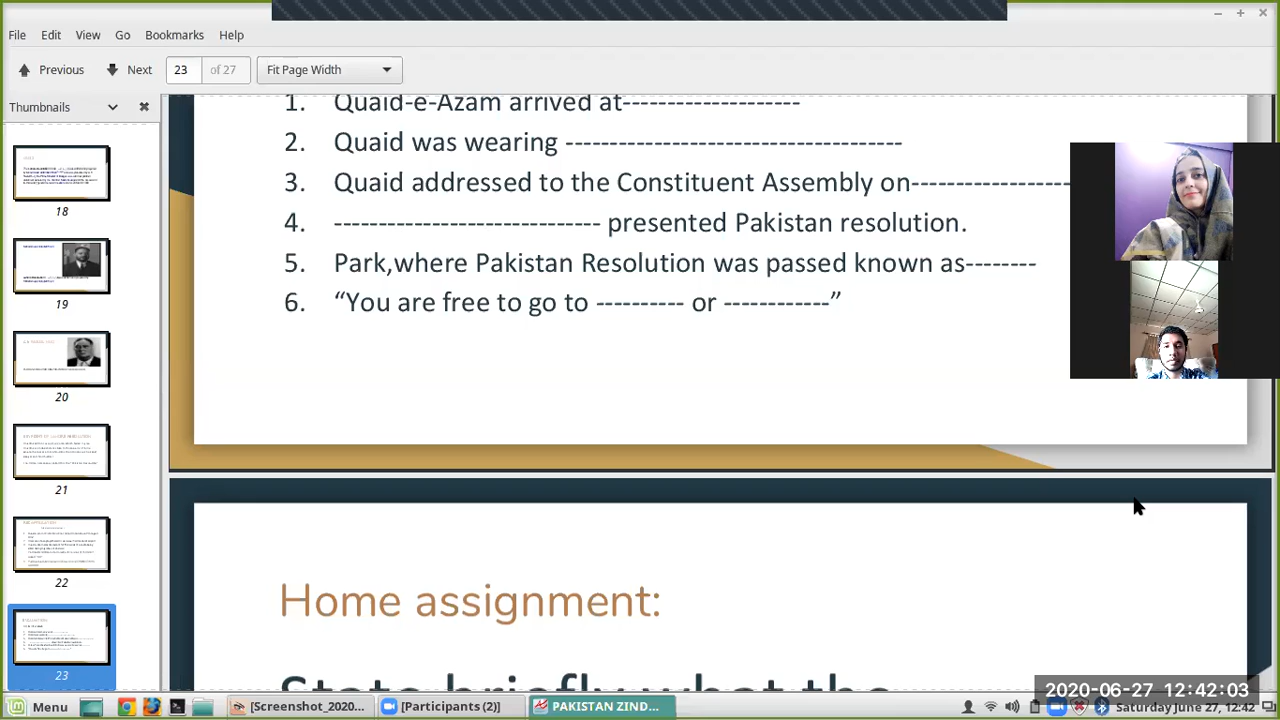 File Edit View Go Bookmarks Help
Previous Next 23 of 27 Fit Page Width
Thumbnails
1. Quaid-e-Azam arrived at--------------------
2. Quaid was wearing --------------------------------------
3. Quaid addressed to the Constituent Assembly on------------------
4. ------------------------------ presented Pakistan resolution.
5. Park,where Pakistan Resolution was passed known as--------
6. “You are free to go to ---------- or ------------”
18
19
20
21
22
23
Home assignment:
State briefly what the
2020-06-27 12:42:03
Menu [Screenshot_2020... [Participants (2)] PAKISTAN ZIND... Saturday June 27, 12:42